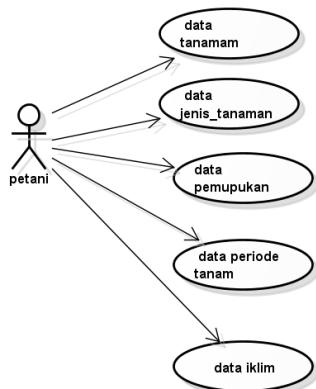 data
tanamam
data
jenis_tanaman
petani
data
pemupukan
data periode
tanam
data iklim